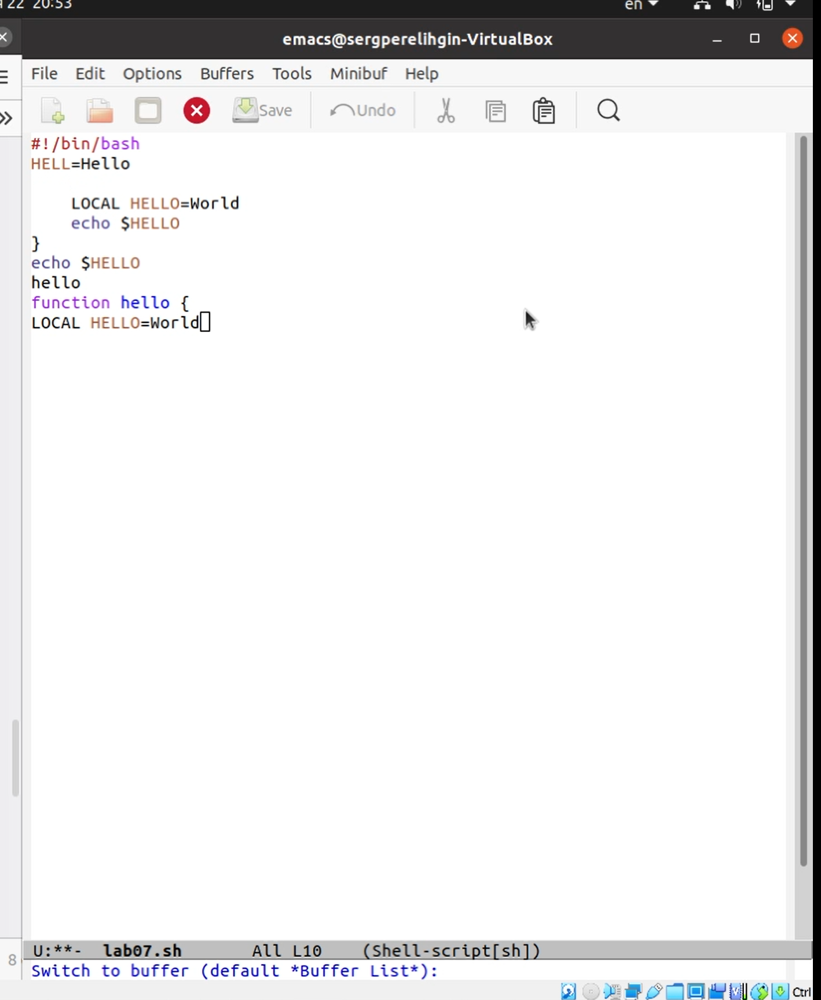 22 20:53
en
emacs@sergperelihgin-VirtualBox
File Edit Options Buffers Tools Minibuf Help
Save Undo
#!/bin/bash
HELL=Hello
LOCAL HELLO=World
echo $HELLO
}
echo $HELLO
hello
function hello {
LOCAL HELLO=World
8
U:**- lab07.sh All L10 (Shell-script[sh])
Switch to buffer (default *Buffer List*):
Ctrl